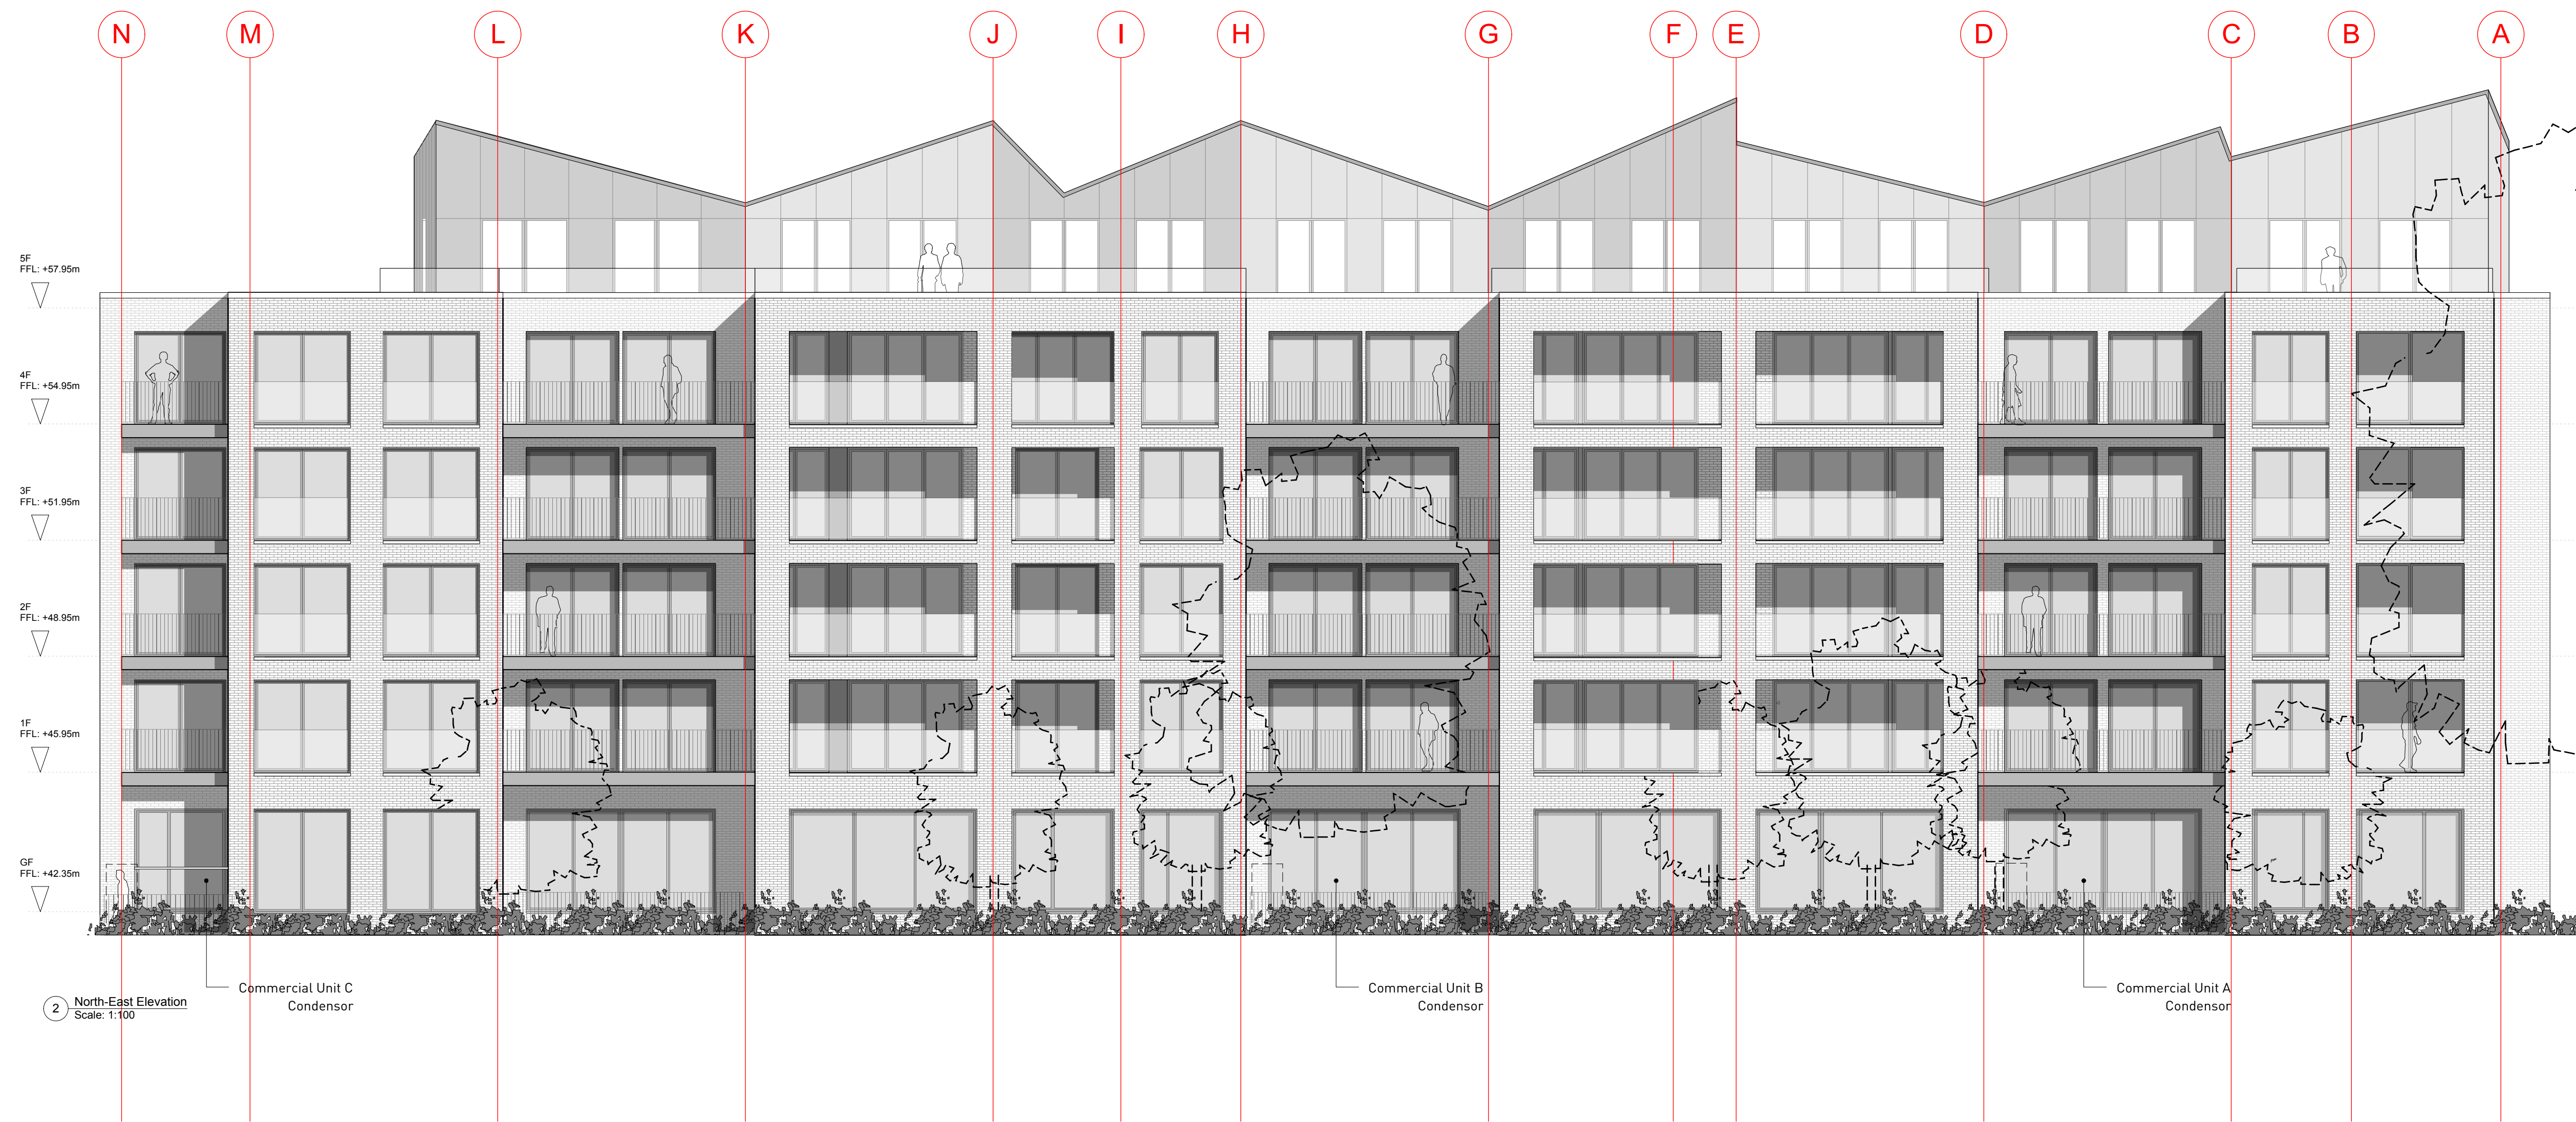 N M L K J I H G F E D C B A
5F
FFL: +57.95m
4F
FFL: +54.95m
3F
FFL: +51.95m
2F
FFL: +48.95m
1F
FFL: +45.95m
GF
FFL: +42.35m
Commercial Unit C
Condensor
Commercial Unit B
Condensor
Commercial Unit A
Condensor
2
North-East Elevation
Scale: 1:100